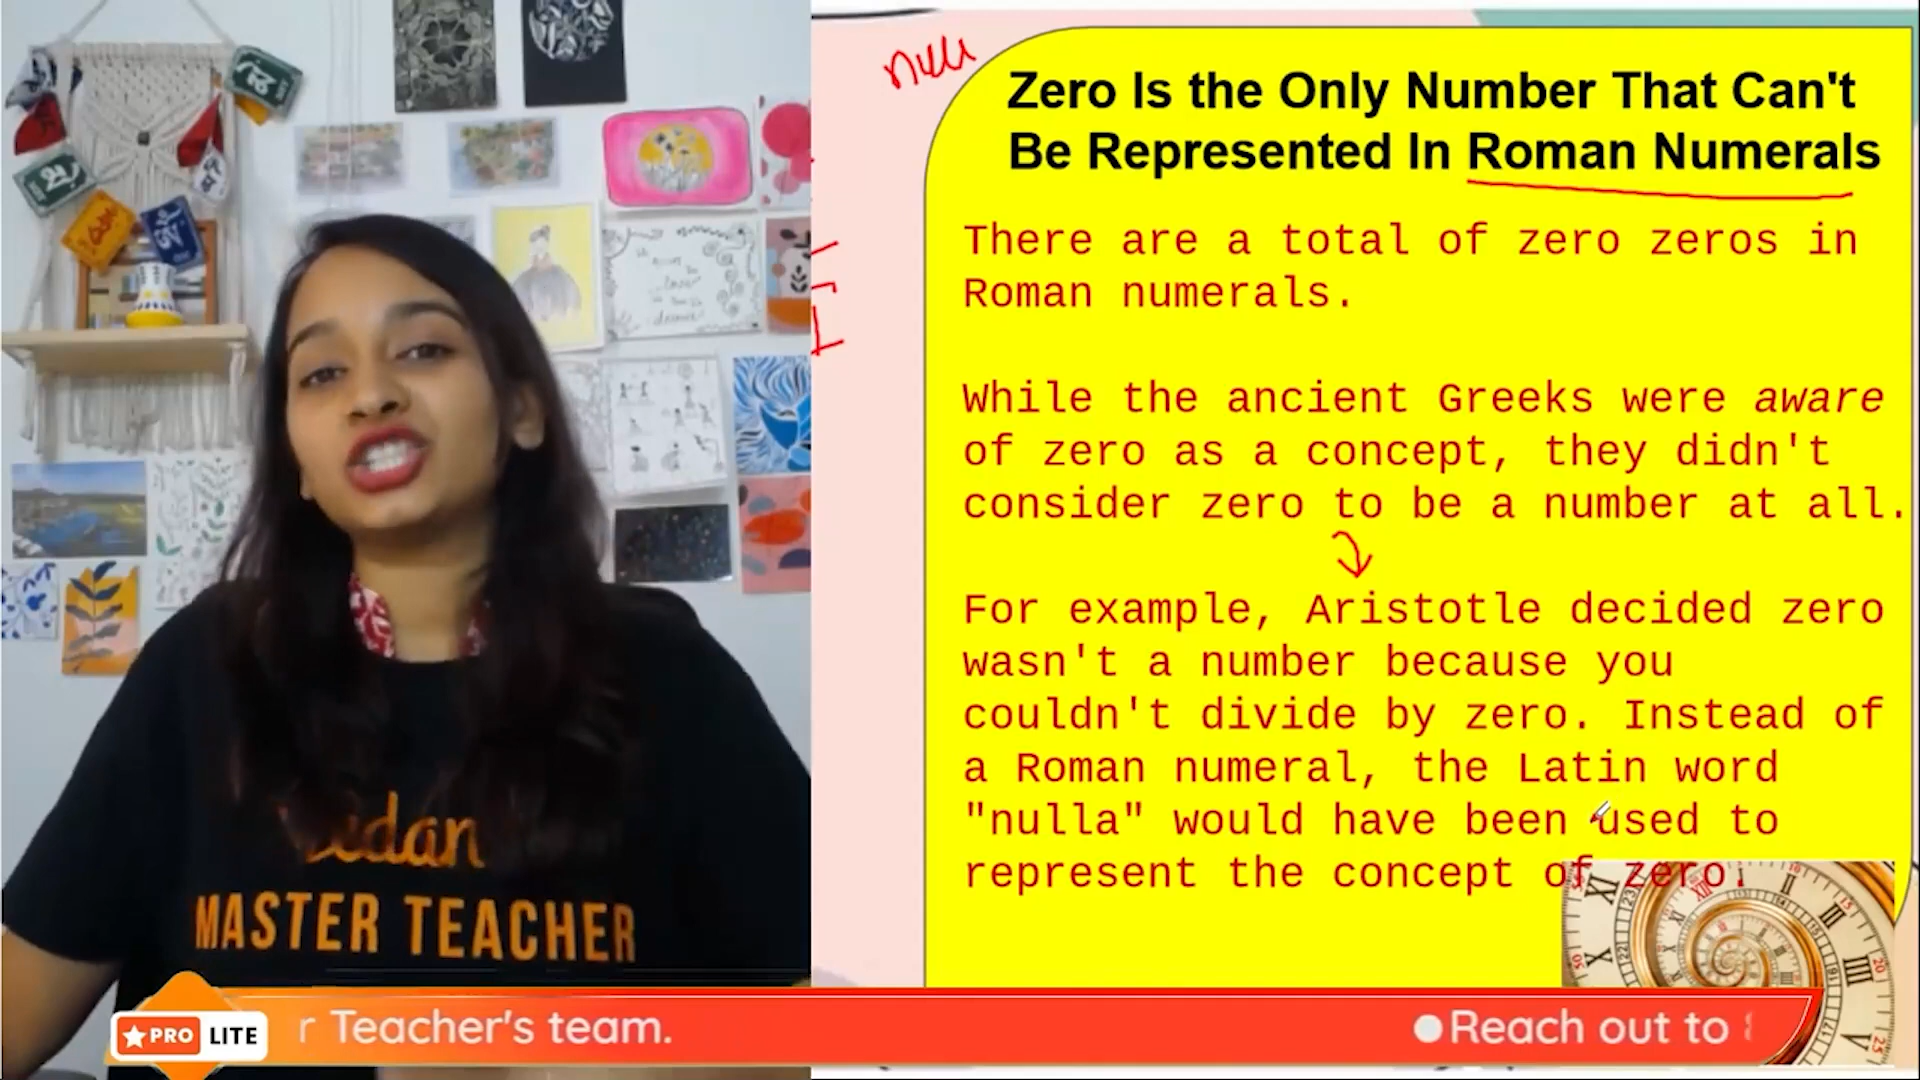 Zero Is the Only Number That Can't
Be Represented In Roman Numerals
There are a total of zero zeros in
Roman numerals.
While the ancient Greeks were aware
of zero as a concept, they didn't
consider zero to be a number at all.
For example, Aristotle decided zero
wasn't a number because you
couldn't divide by zero. Instead of
a Roman numeral, the Latin word
"nulla" would have been used to
represent the concept of zero.
MASTER TEACHER
PRO LITE
r Teacher's team.
Reach out to